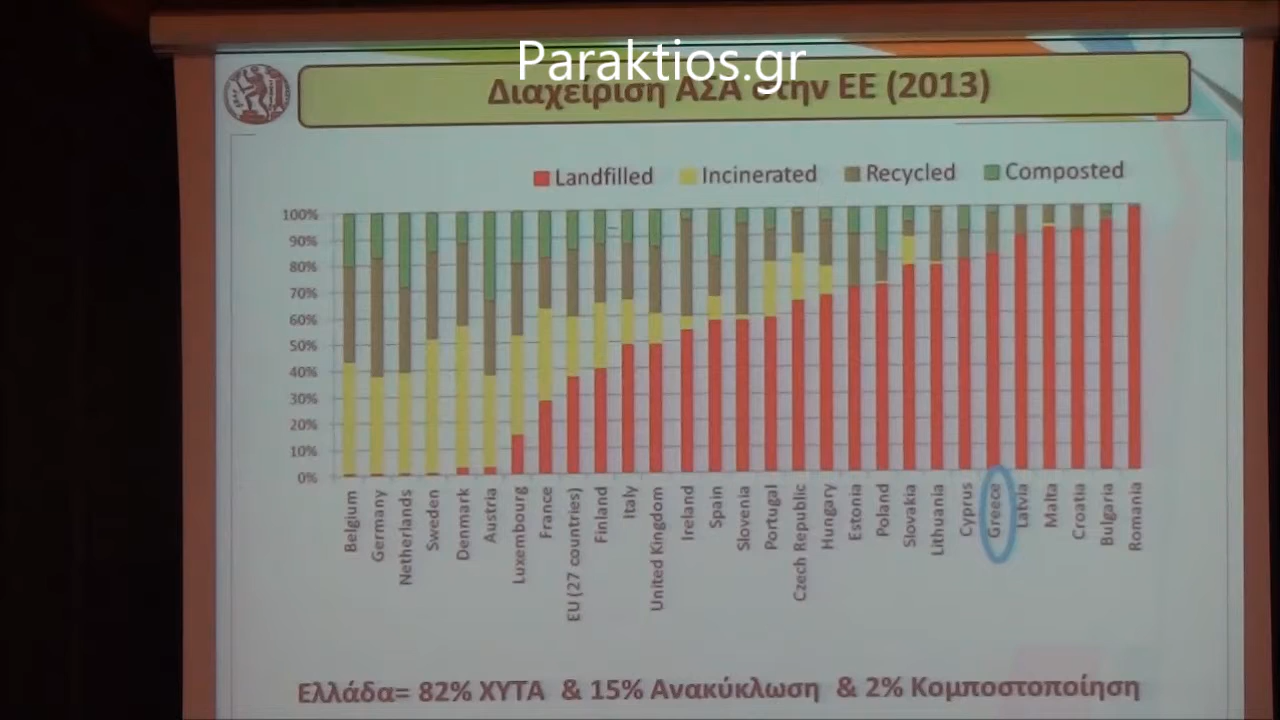 Paraktios.gr
Διαχείριση ΑΣΑ στην ΕΕ (2013)
Landfilled Incinerated Recycled Composted
100%
90%
80%
70%
60%
50%
40%
30%
20%
10%
0%
Belgium
Germany
Netherlands
Sweden
Denmark
Austria
Luxembourg
France
EU (27 countries)
Finland
Italy
United Kingdom
Ireland
Spain
Slovenia
Portugal
Czech Republic
Hungary
Estonia
Poland
Slovakia
Lithuania
Cyprus
Greece
Latvia
Malta
Croatia
Bulgaria
Romania
Ελλάδα= 82% ΧΥΤΑ & 15% Ανακύκλωση & 2% Κομποστοποίηση